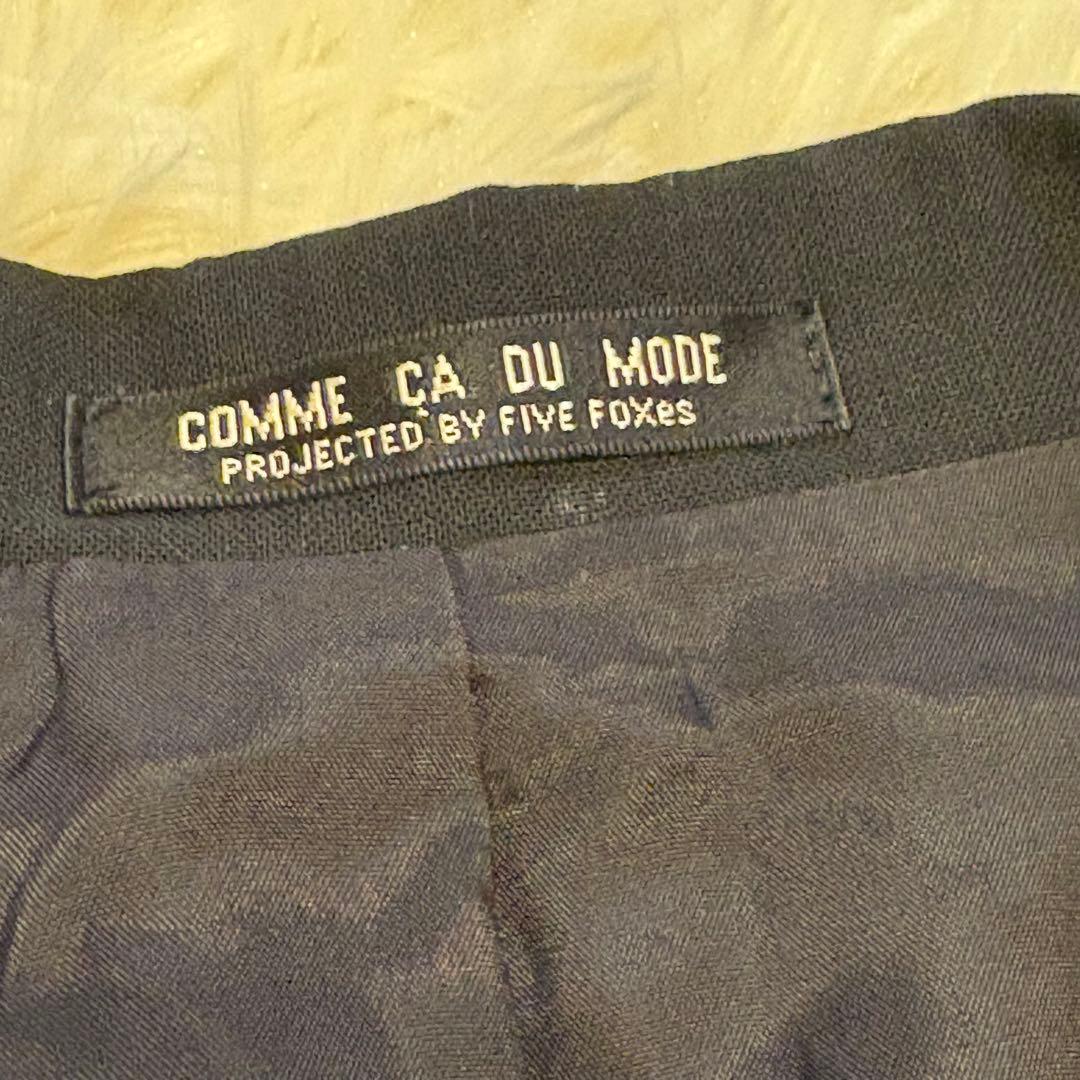 COMME ÇA DU MODE
PROJECTED BY FIVE FOXes